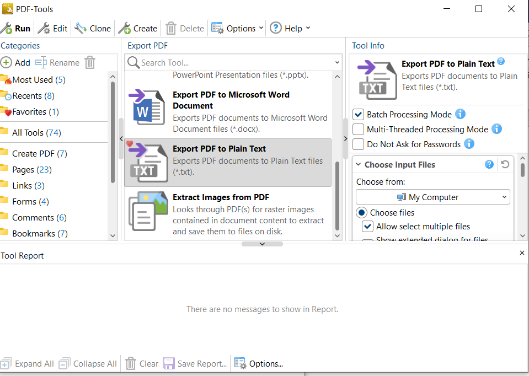 PDF-Tools
Run Edit Clone Create Delete Options Help
Categories
Add Rename
Most Used (5)
Recents (8)
Favorites (1)
All Tools (74)
Create PDF (7)
Pages (23)
Links (3)
Forms (4)
Comments (6)
Bookmarks (7)
Export PDF
Search Tool...
PowerPoint Presentation files (*.pptx).
Export PDF to Microsoft Word
Document
Exports PDF documents to Microsoft Word
Document files (*.docx).
Export PDF to Plain Text
Exports PDF documents to Plain Text files
(*.txt).
Extract Images from PDF
Looks through PDF(s) for raster images
contained in document content to extract
and save them to files on disk.
Tool Info
Export PDF to Plain Text
Exports PDF documents to Plain
Text files (*.txt).
TXT
Batch Processing Mode
Multi-Threaded Processing Mode
Do Not Ask for Passwords
Choose Input Files
Choose from:
My Computer
Choose files
Allow select multiple files
Show extended dialog for files
Tool Report
There are no messages to show in Report.
Expand All Collapse All Clear Save Report... Options...